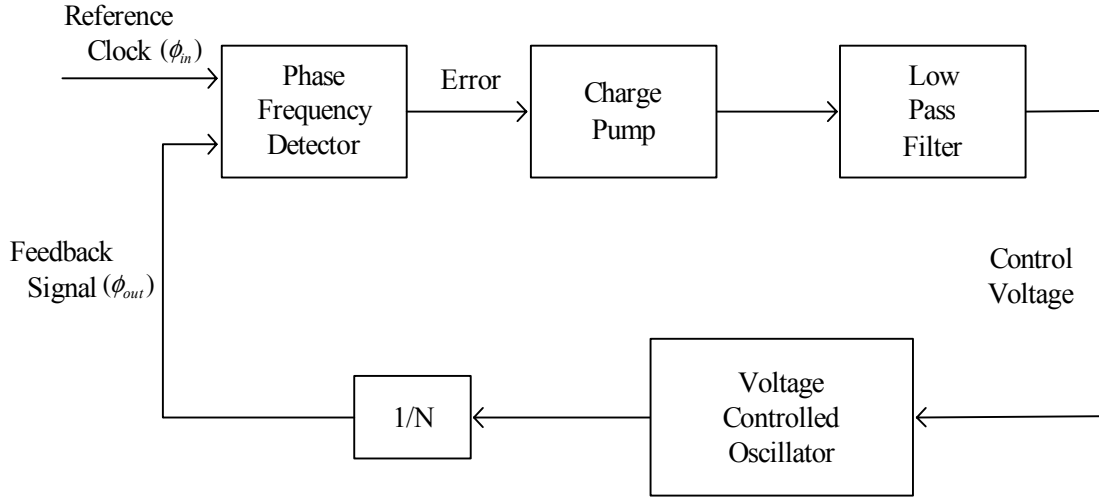 Reference
Clock (ϕin)
Phase
Frequency
Detector
Error
Charge
Pump
Low
Pass
Filter
Feedback
Signal (ϕout)
Control
Voltage
1/N
Voltage
Controlled
Oscillator